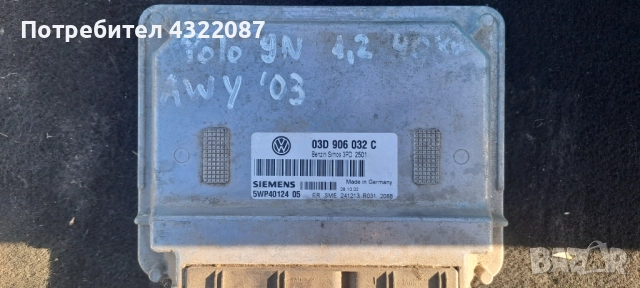 Потребител 4322087
Polo 9N 1,2 40kw
AWY '03
03D 906 032 C
Benzin Simos 3PD 2501
Made in Germany
SIEMENS
5WP40124 05
BAZAR